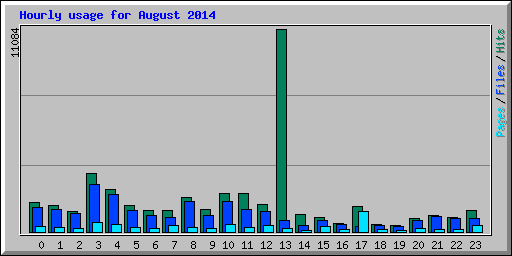 Hourly usage for August 2014
11084
Pages/Files/Hits
0 1 2 3 4 5 6 7 8 9 10 11 12 13 14 15 16 17 18 19 20 21 22 23